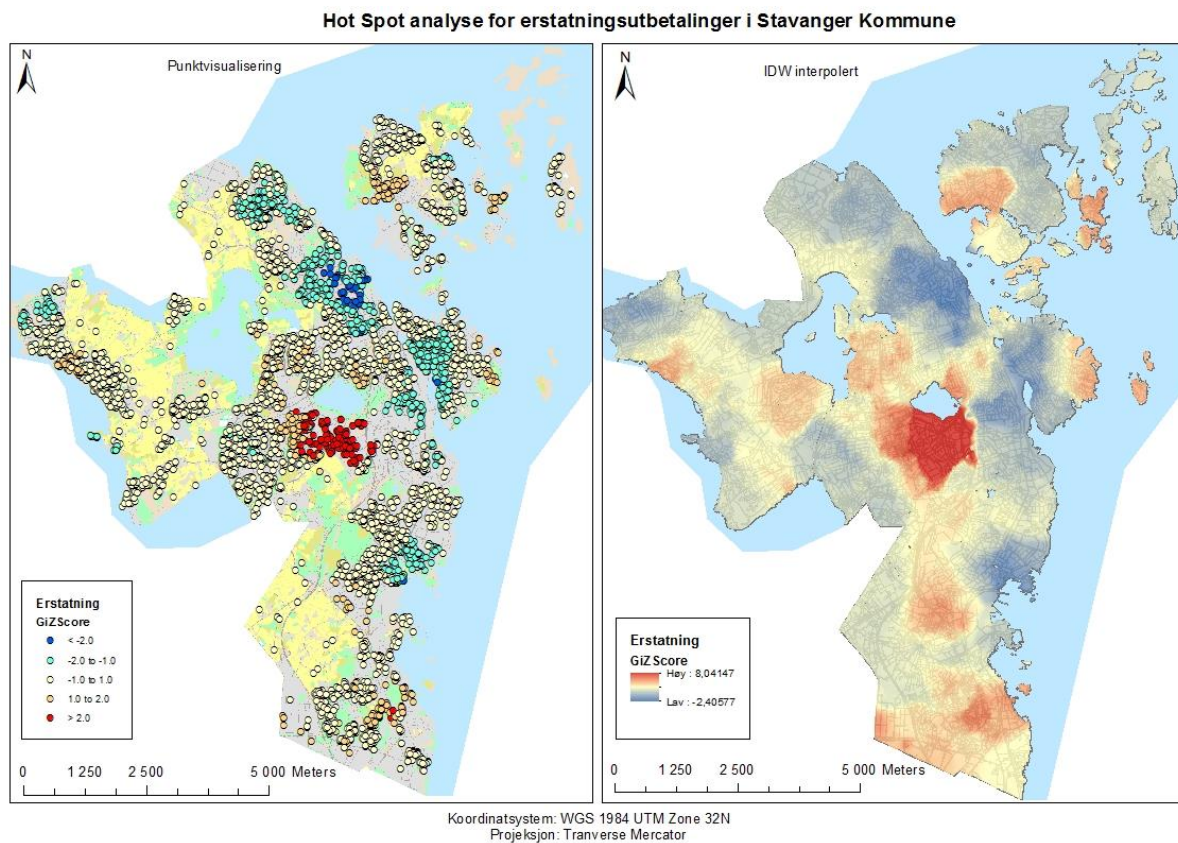 Hot Spot analyse for erstatningsutbetalinger i Stavanger Kommune
N
Punktvisualisering
Erstatning
GiZScore
< -2.0
-2.0 to -1.0
-1.0 to 1.0
1.0 to 2.0
> 2.0
0 1 250 2 500 5 000 Meters
N
IDW interpolert
Erstatning
GiZScore
Høy : 8,04147
Lav : -2,40577
0 1 250 2 500 5 000 Meters
Koordinatsystem: WGS 1984 UTM Zone 32N
Projeksjon: Tranverse Mercator